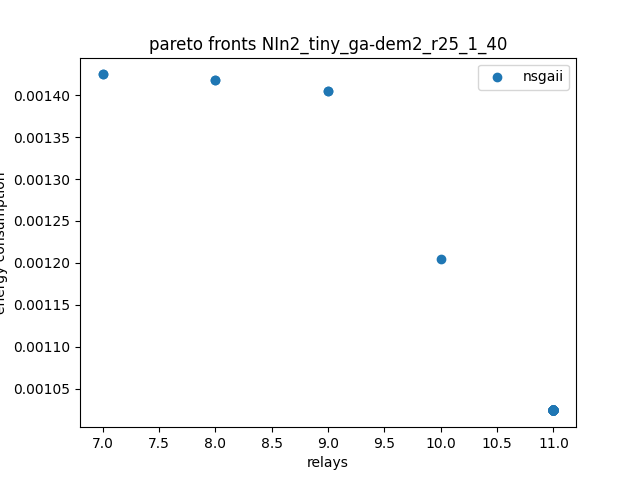 pareto fronts NIn2_tiny_ga-dem2_r25_1_40
nsgaii
0.00140
0.00135
0.00130
0.00125
0.00120
0.00115
0.00110
0.00105
energy consumption
7.0 7.5 8.0 8.5 9.0 9.5 10.0 10.5 11.0
relays